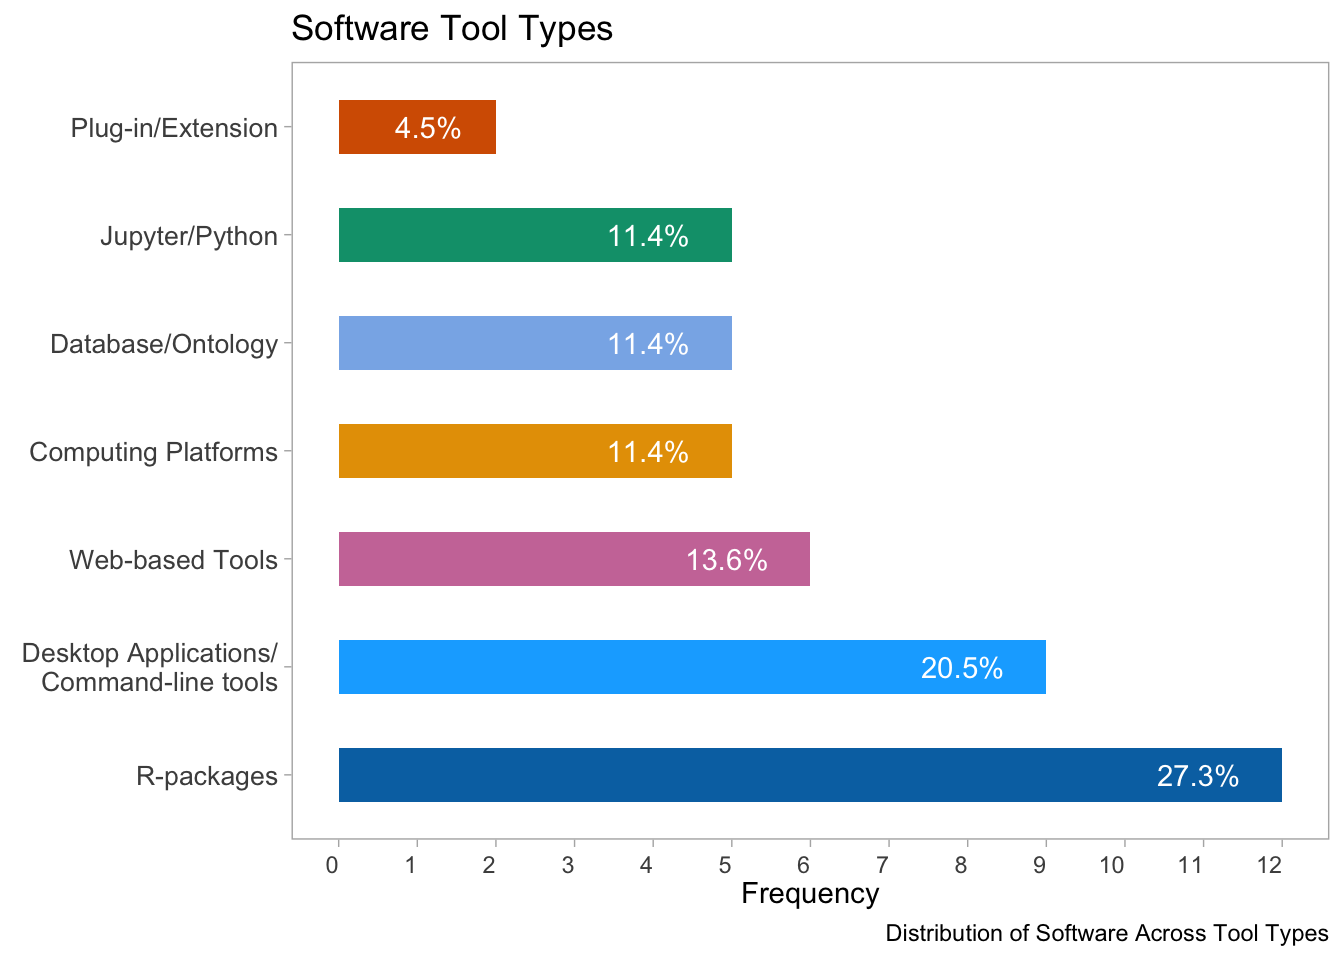 Software Tool Types
Plug-in/Extension
4.5%
Jupyter/Python
11.4%
Database/Ontology
11.4%
Computing Platforms
11.4%
Web-based Tools
13.6%
Desktop Applications/
Command-line tools
20.5%
R-packages
27.3%
0 1 2 3 4 5 6 7 8 9 10 11 12
Frequency
Distribution of Software Across Tool Types